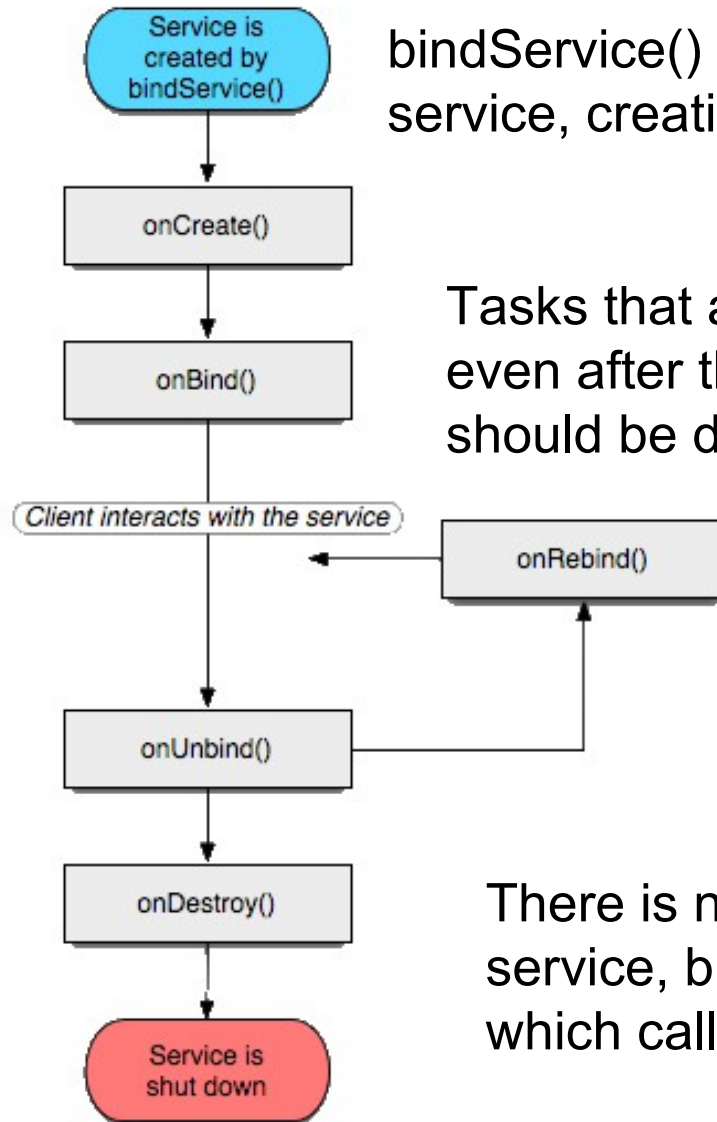 Service is
created by
bindService()
bindService()
service, creati
onCreate()
Tasks that a
even after th
should be d
onBind()
Client interacts with the service
onRebind()
onUnbind()
onDestroy()
There is n
service, b
which call
Service is
shut down